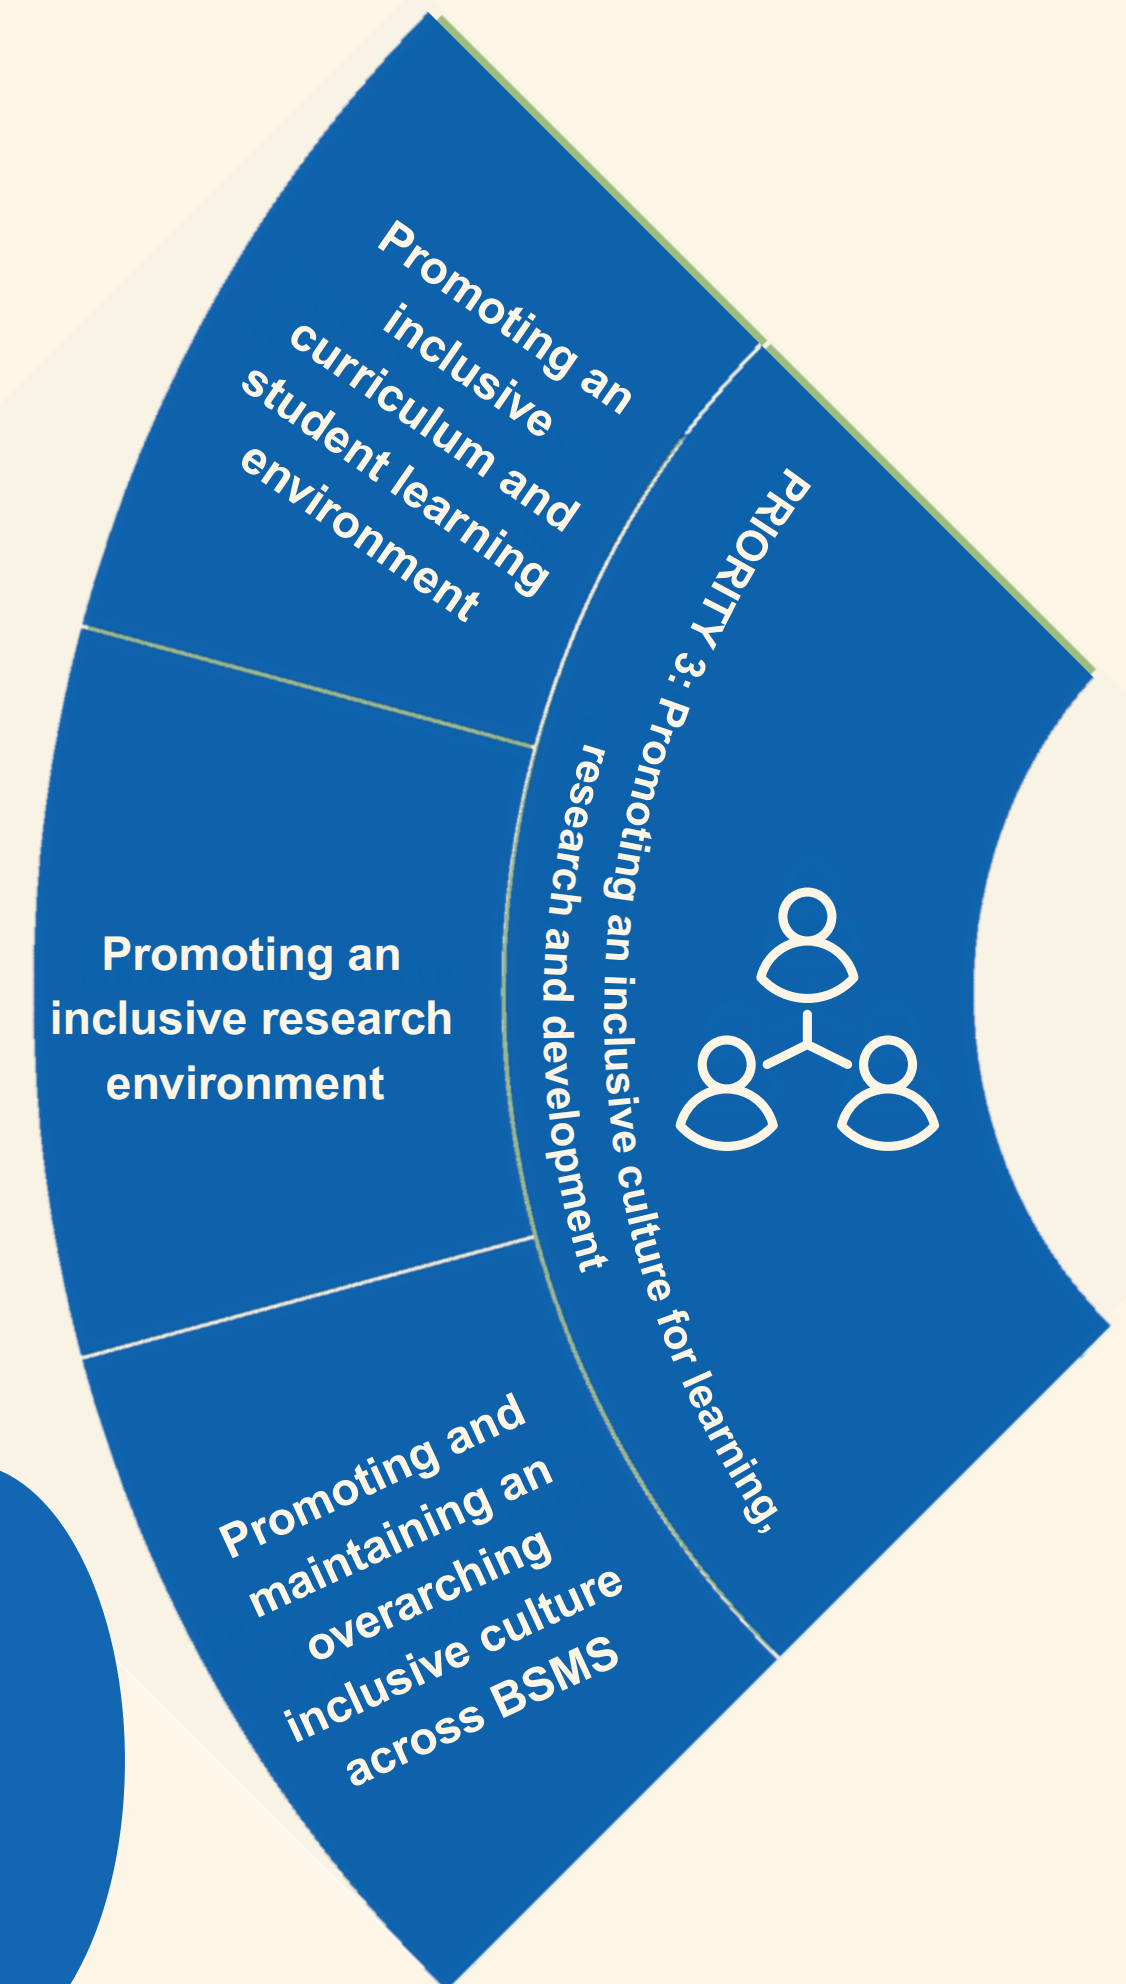 Promoting an
inclusive
curriculum and
student learning
environment
PRIORITY 3: Promoting an inclusive culture for learning,
research and development
Promoting an
inclusive research
environment
Promoting and
maintaining an
overarching
inclusive culture
across BSMS